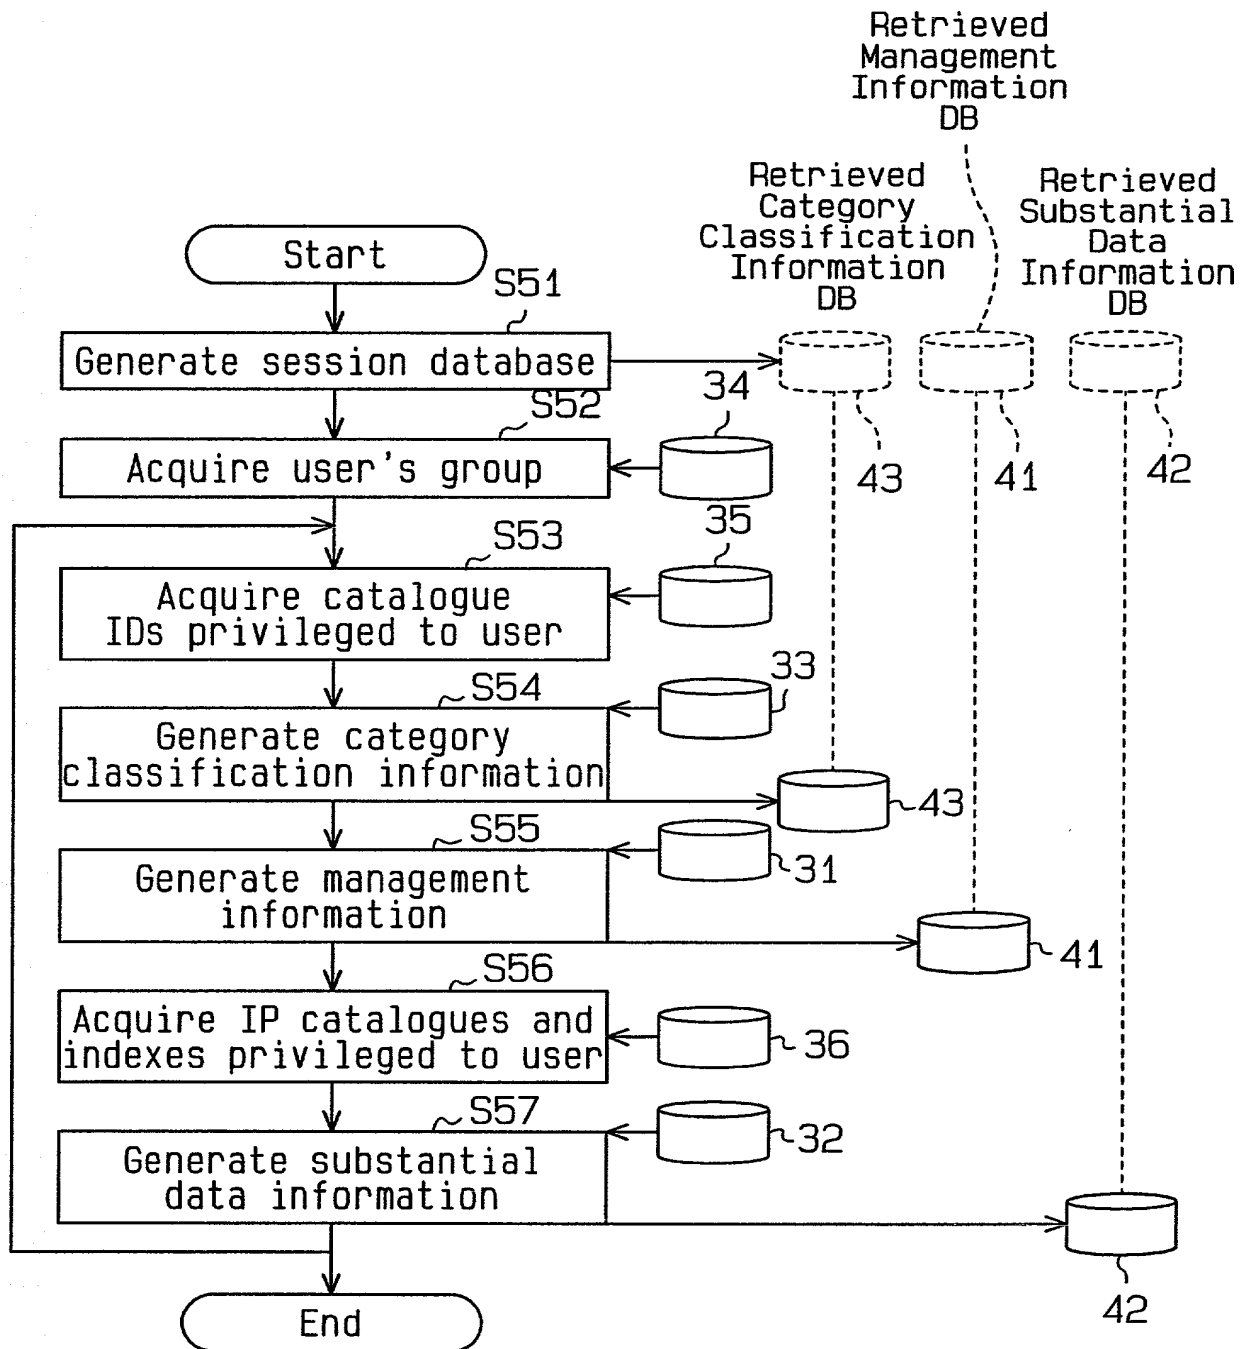 Retrieved
Management
Information
DB
Retrieved
Category
Classification
Information
DB
Retrieved
Substantial
Data
Information
DB
Start
S51
Generate session database
43
41
42
S52
34
Acquire user's group
S53
35
Acquire catalogue
IDs privileged to user
S54
33
Generate category
classification information
43
S55
31
Generate management
information
41
S56
Acquire IP catalogues and
indexes privileged to user
36
S57
32
Generate substantial
data information
42
End